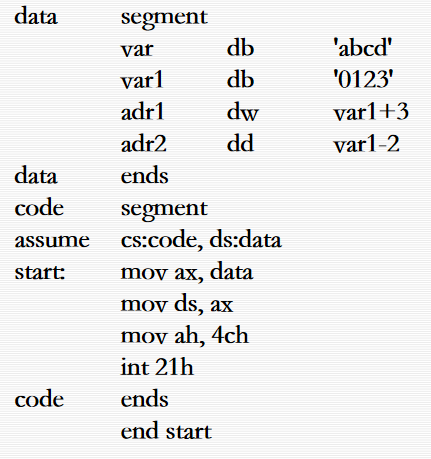 data segment
var db 'abcd'
var1 db '0123'
adr1 dw var1+3
adr2 dd var1-2
data ends
code segment
assume cs:code, ds:data
start: mov ax, data
mov ds, ax
mov ah, 4ch
int 21h
code ends
end start